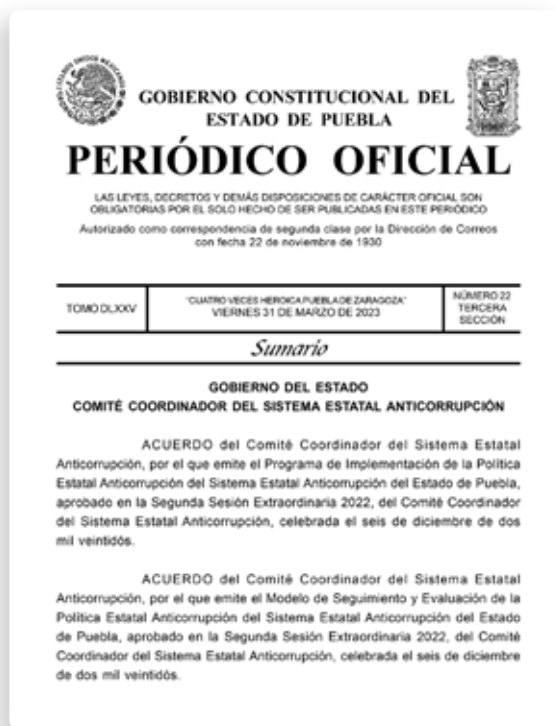 GOBIERNO CONSTITUCIONAL DEL
ESTADO DE PUEBLA
PERIÓDICO OFICIAL
LAS LEYES, DECRETOS Y DEMÁS DISPOSICIONES DE CARÁCTER OFICIAL SON
OBLIGATORIAS POR EL SOLO HECHO DE SER PUBLICADAS EN ESTE PERIÓDICO
Autorizado como correspondencia de segunda clase por la Dirección de Correos
con fecha 22 de noviembre de 1930
TOMO DLXXV
"CUATRO VECES HEROICA PUEBLA DE ZARAGOZA"
VIERNES 31 DE MARZO DE 2023
NÚMERO 22
TERCERA
SECCIÓN
Sumario
GOBIERNO DEL ESTADO
COMITÉ COORDINADOR DEL SISTEMA ESTATAL ANTICORRUPCIÓN
ACUERDO del Comité Coordinador del Sistema Estatal
Anticorrupción, por el que emite el Programa de Implementación de la Política
Estatal Anticorrupción del Sistema Estatal Anticorrupción del Estado de Puebla,
aprobado en la Segunda Sesión Extraordinaria 2022, del Comité Coordinador
del Sistema Estatal Anticorrupción, celebrada el seis de diciembre de dos
mil veintidós.
ACUERDO del Comité Coordinador del Sistema Estatal
Anticorrupción, por el que emite el Modelo de Seguimiento y Evaluación de la
Política Estatal Anticorrupción del Sistema Estatal Anticorrupción del Estado
de Puebla, aprobado en la Segunda Sesión Extraordinaria 2022, del Comité
Coordinador del Sistema Estatal Anticorrupción, celebrada el seis de diciembre
de dos mil veintidós.